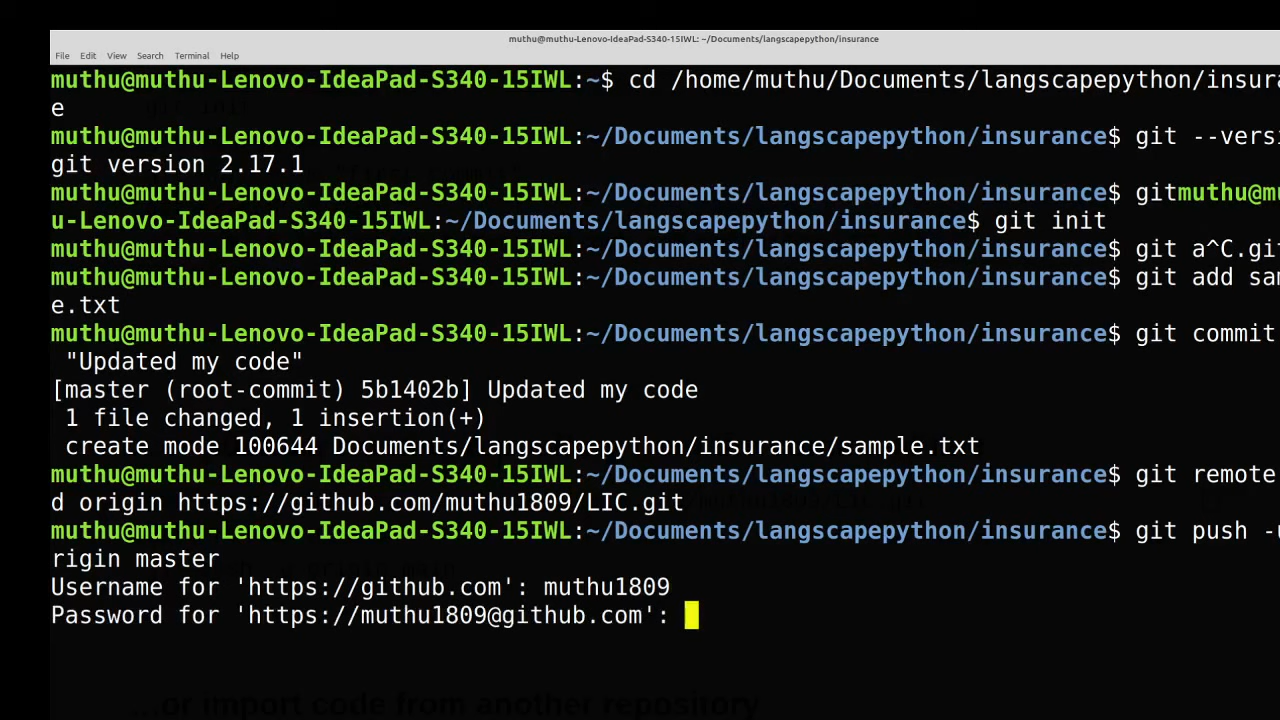 muthu@muthu-Lenovo-IdeaPad-S340-15IWL: ~/Documents/langscapepython/insurance
File Edit View Search Terminal Help
muthu@muthu-Lenovo-IdeaPad-S340-15IWL:~$ cd /home/muthu/Documents/langscapepython/insura
e
muthu@muthu-Lenovo-IdeaPad-S340-15IWL:~/Documents/langscapepython/insurance$ git --versi
git version 2.17.1
muthu@muthu-Lenovo-IdeaPad-S340-15IWL:~/Documents/langscapepython/insurance$ gitmuthu@m
u-Lenovo-IdeaPad-S340-15IWL:~/Documents/langscapepython/insurance$ git init
muthu@muthu-Lenovo-IdeaPad-S340-15IWL:~/Documents/langscapepython/insurance$ git a^C.gi
muthu@muthu-Lenovo-IdeaPad-S340-15IWL:~/Documents/langscapepython/insurance$ git add sam
e.txt
muthu@muthu-Lenovo-IdeaPad-S340-15IWL:~/Documents/langscapepython/insurance$ git commit
"Updated my code"
[master (root-commit) 5b1402b] Updated my code
1 file changed, 1 insertion(+)
create mode 100644 Documents/langscapepython/insurance/sample.txt
muthu@muthu-Lenovo-IdeaPad-S340-15IWL:~/Documents/langscapepython/insurance$ git remote
d origin https://github.com/muthu1809/LIC.git
muthu@muthu-Lenovo-IdeaPad-S340-15IWL:~/Documents/langscapepython/insurance$ git push -u
rigin master
Username for 'https://github.com': muthu1809
Password for 'https://muthu1809@github.com':
...or import code from another repository